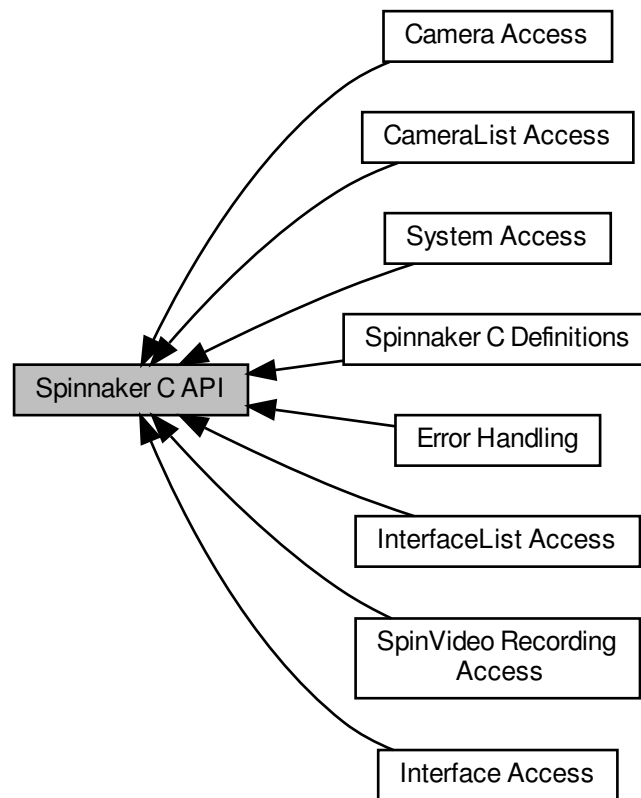 Camera Access
CameraList Access
System Access
Spinnaker C Definitions
Spinnaker C API
Error Handling
InterfaceList Access
SpinVideo Recording
Access
Interface Access